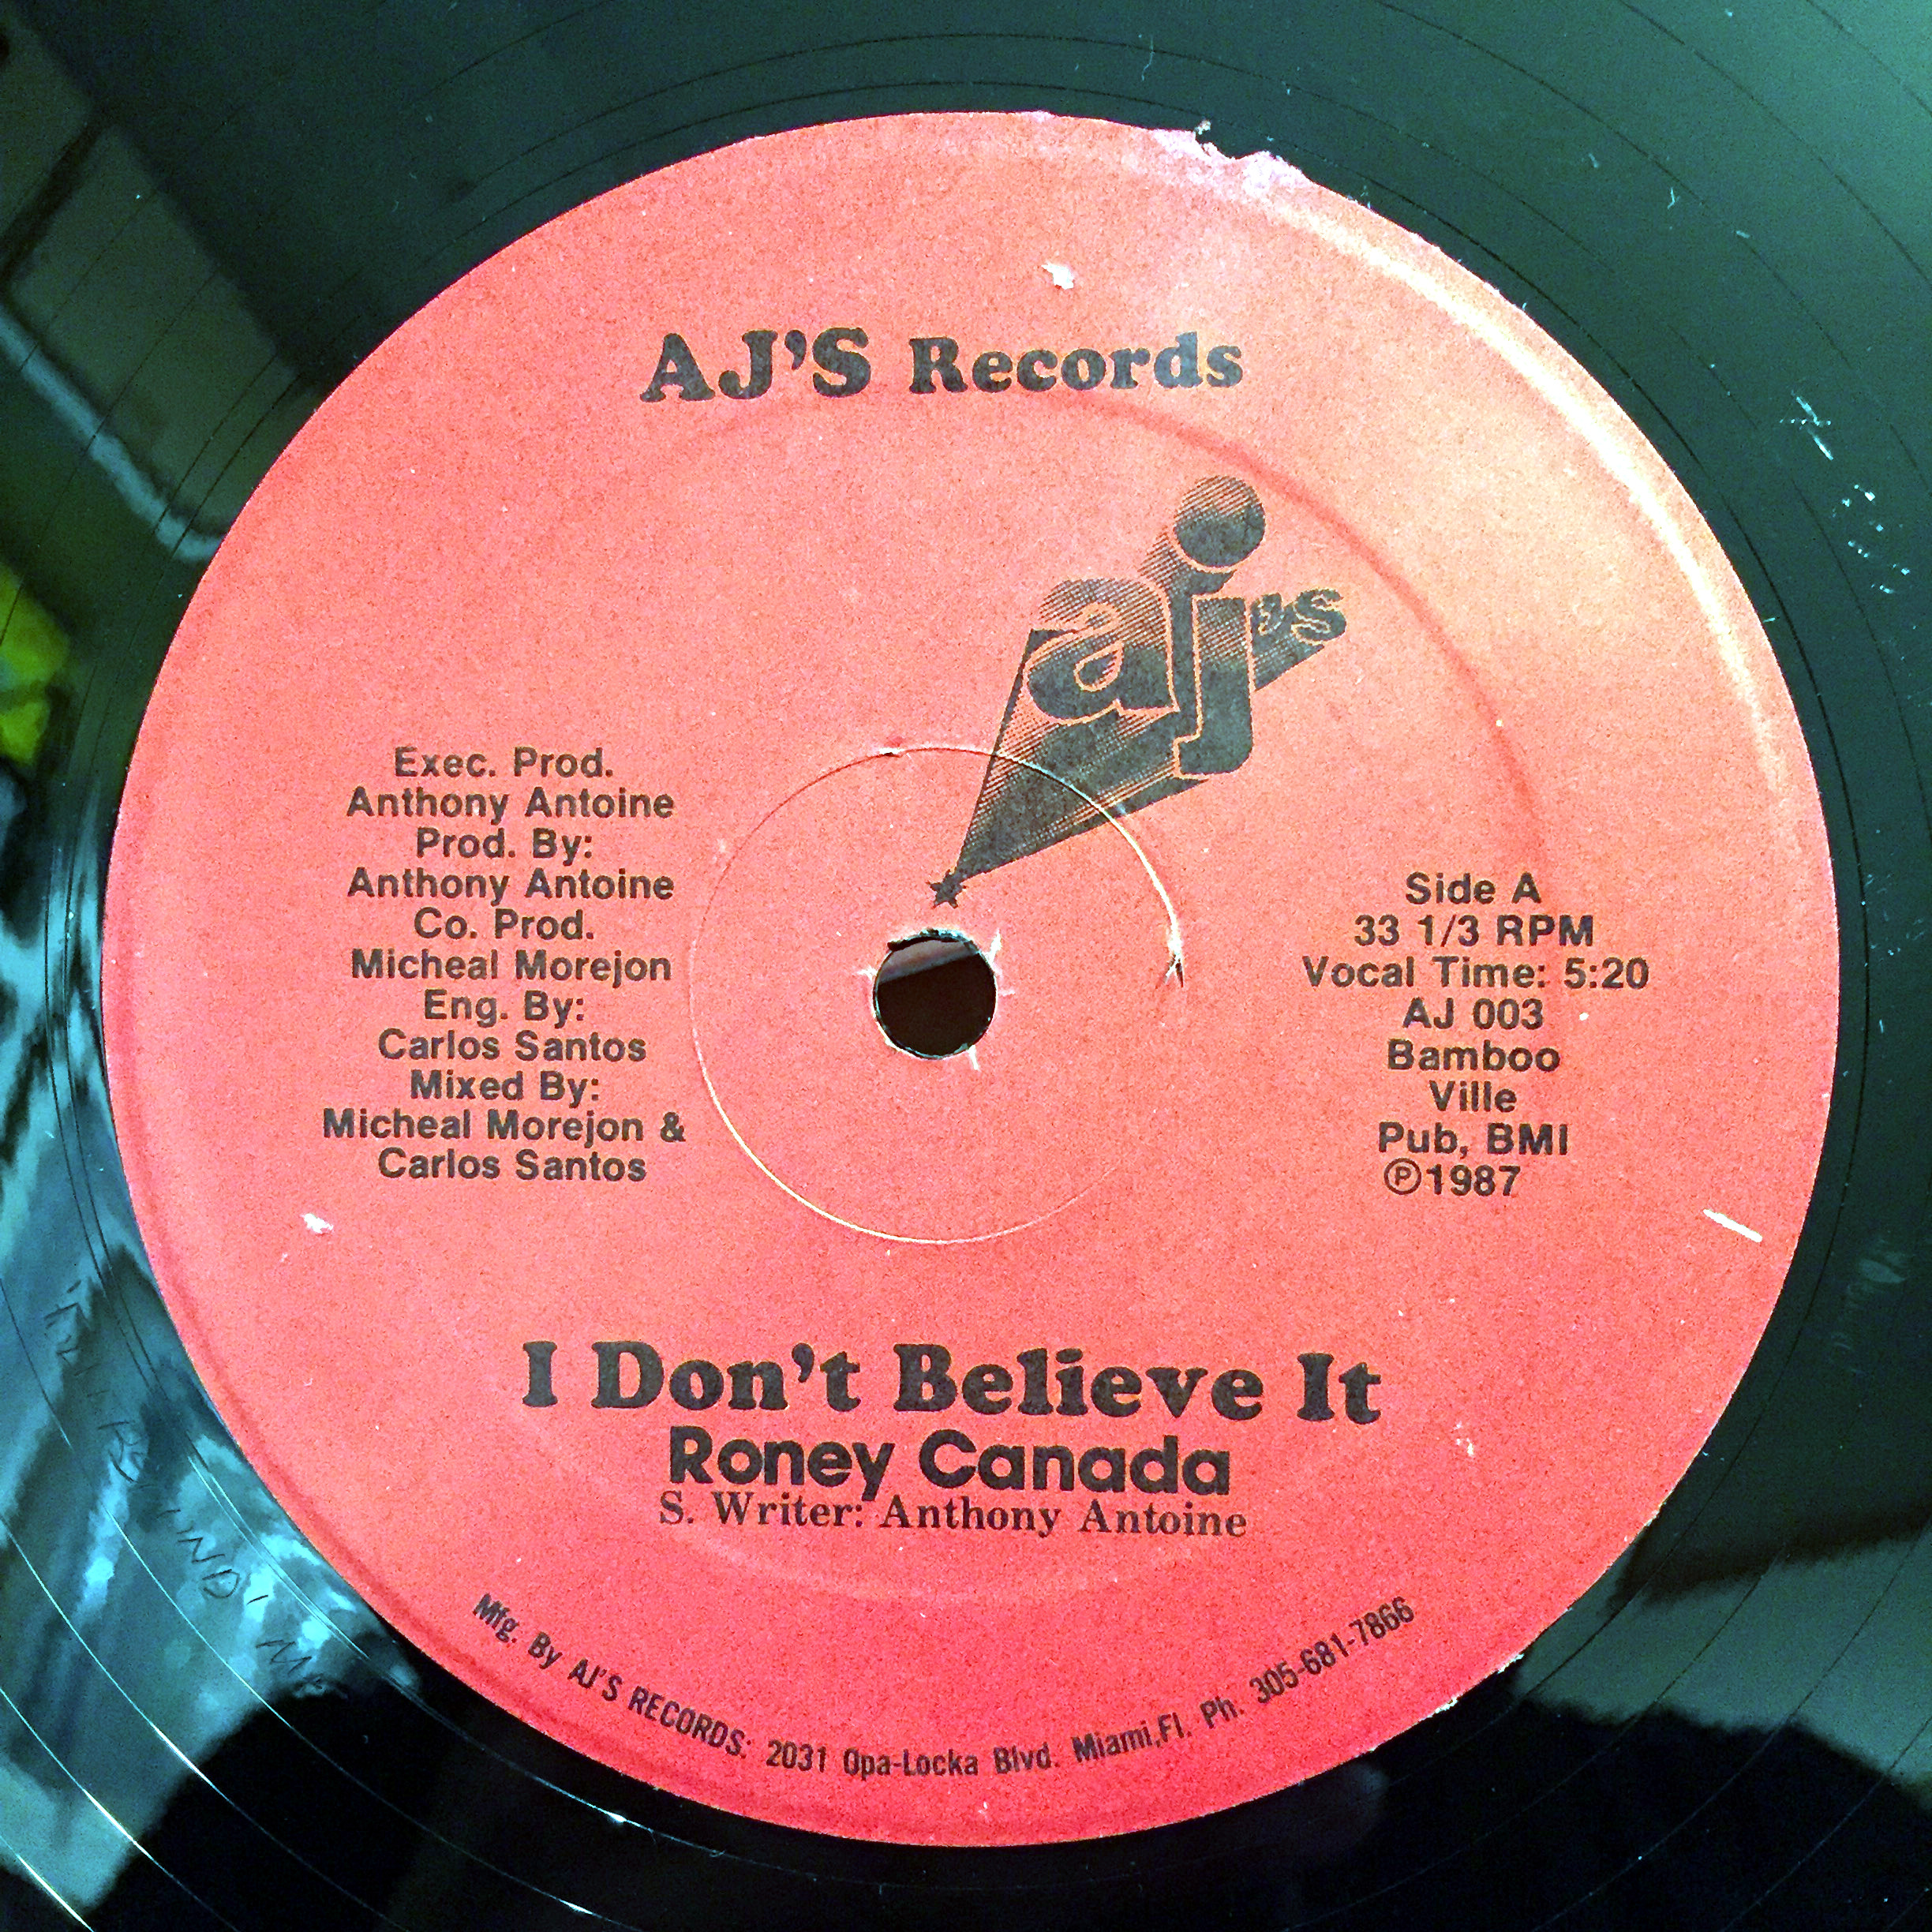 AJ'S Records
aj's
Exec. Prod.
Anthony Antoine
Prod. By:
Anthony Antoine
Co. Prod.
Micheal Morejon
Eng. By:
Carlos Santos
Mixed By:
Micheal Morejon &
Carlos Santos
Side A
33 1/3 RPM
Vocal Time: 5:20
AJ 003
Bamboo
Ville
Pub, BMI
℗1987
I Don't Believe It
Roney Canada
S. Writer: Anthony Antoine
Mfg. By AJ'S RECORDS: 2031 Opa-Locka Blvd. Miami,Fl. Ph. 305-681-7866